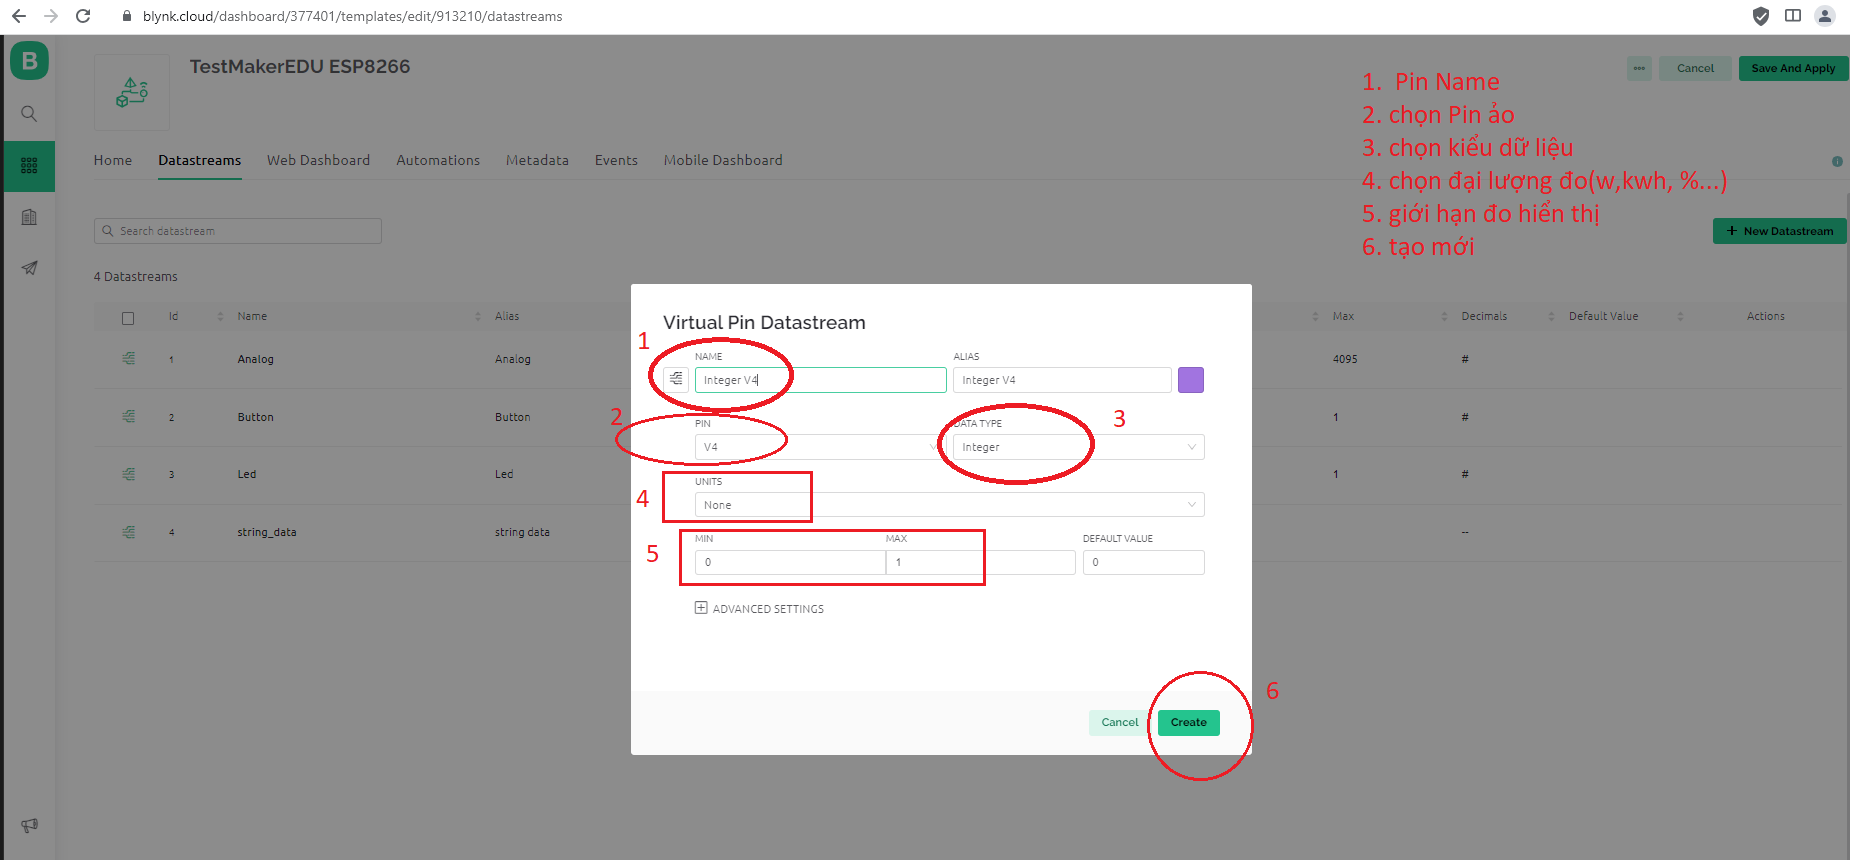 blynk.cloud/dashboard/377401/templates/edit/913210/datastreams
B
TestMakerEDU ESP8266
Cancel
Save And Apply
1. Pin Name
2. chọn Pin ảo
3. chọn kiểu dữ liệu
4. chọn đại lượng đo(w,kwh, %...)
5. giới hạn đo hiển thị
6. tạo mới
Home Datastreams Web Dashboard Automations Metadata Events Mobile Dashboard
Search datastream
+ New Datastream
4 Datastreams
Id Name Alias Max Decimals Default Value Actions
1 Analog Analog 4095 #
2 Button Button 1 #
3 Led Led 1 #
4 string_data string data --
Virtual Pin Datastream
1
NAME ALIAS
Integer V4 Integer V4
2
3
PIN DATA TYPE
V4 Integer
4
UNITS
None
5
MIN MAX DEFAULT VALUE
0 1 0
ADVANCED SETTINGS
6
Cancel Create